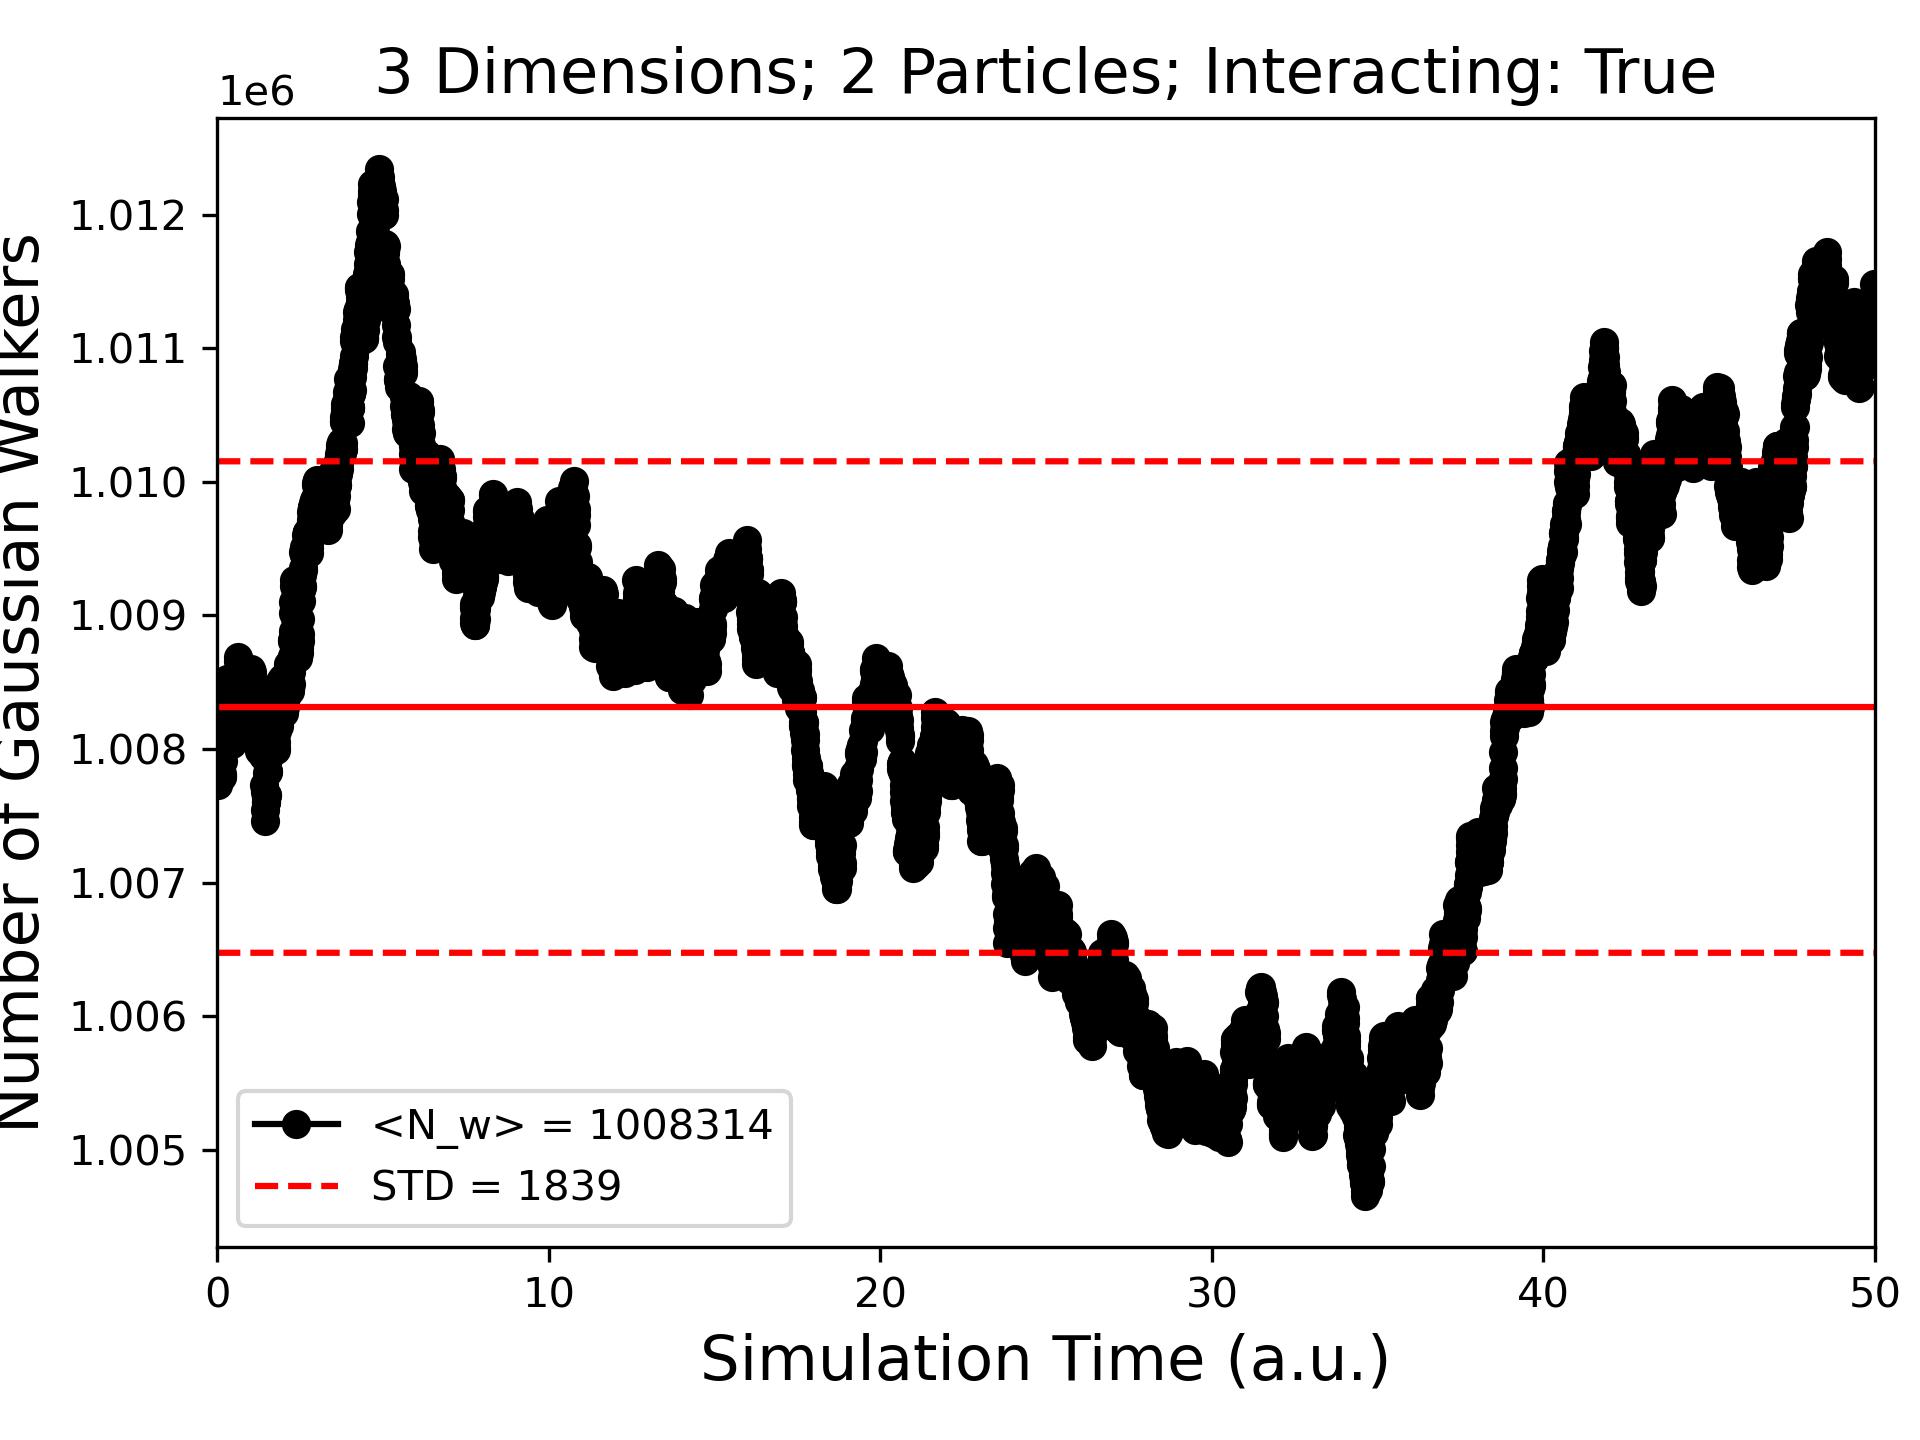 3 Dimensions; 2 Particles; Interacting: True
1e6
1.012
1.011
1.010
1.009
1.008
1.007
1.006
1.005
Number of Gaussian Walkers
<N_w> = 1008314
STD = 1839
0 10 20 30 40 50
Simulation Time (a.u.)